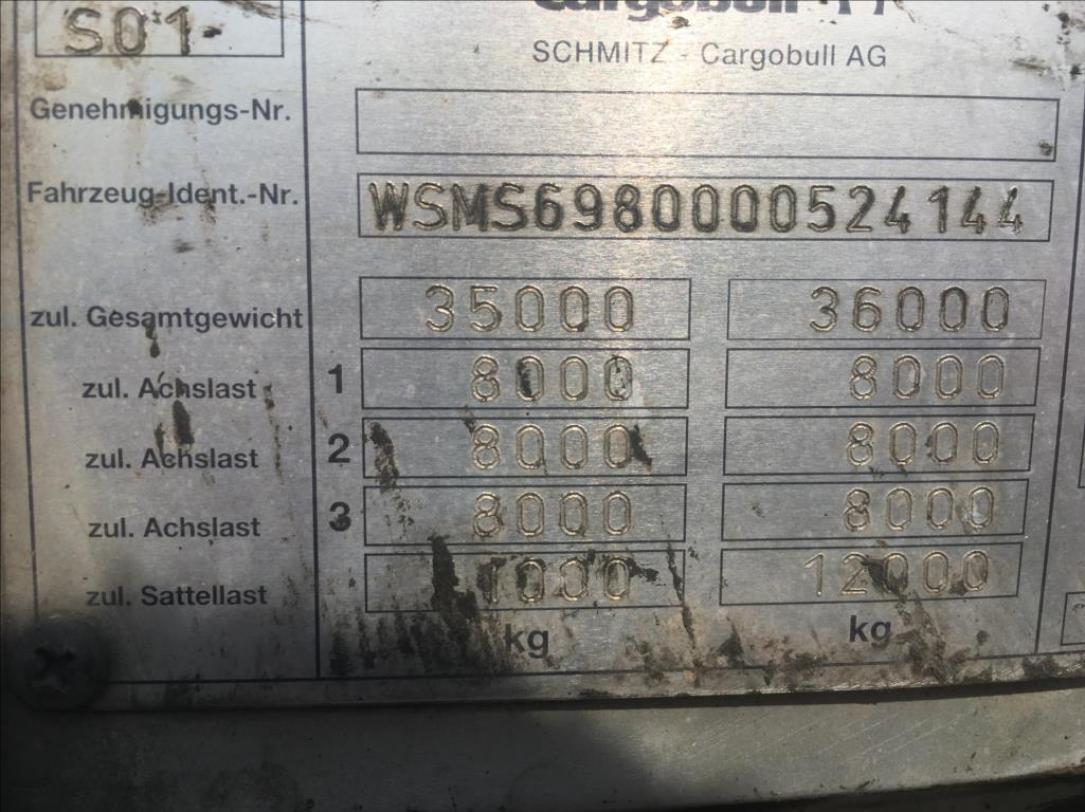 S01
Cargobull
SCHMITZ - Cargobull AG
Genehmigungs-Nr.
Fahrzeug-Ident.-Nr. WSMS6980000524144
zul. Gesamtgewicht 35000 36000
zul. Achslast 1 8000 8000
zul. Achslast 2 8000 8000
zul. Achslast 3 8000 8000
zul. Sattellast 12000
kg kg